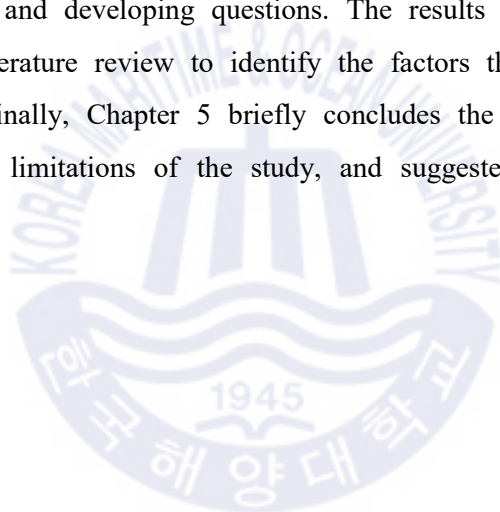 and developing questions. The results
erature review to identify the factors th
inally, Chapter 5 briefly concludes the
limitations of the study, and suggeste
KOREA MARITIME & OCEAN UNIVERSITY
1945
한국해양대학교